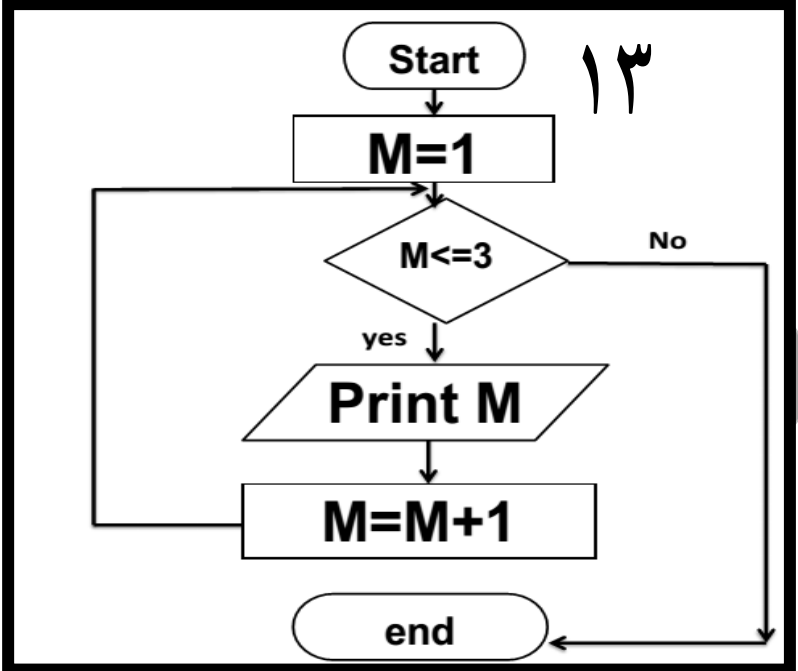 Start
١٣
M=1
M<=3
No
yes
Print M
M=M+1
end